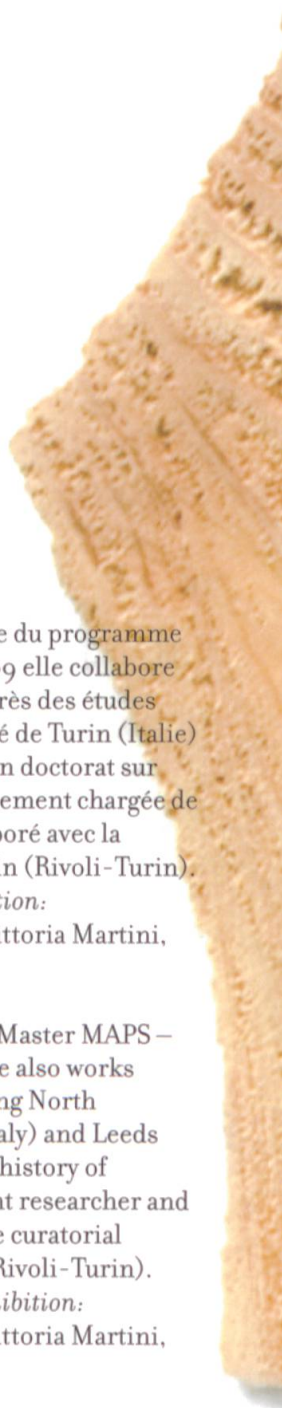 e du programme
09 elle collabore
rès des études
é de Turin (Italie)
n doctorat sur
ement chargée de
boré avec la
n (Rivoli-Turin).
tion:
ttoria Martini,
Master MAPS –
e also works
ng North
aly) and Leeds
history of
nt researcher and
e curatorial
Rivoli-Turin).
ibition:
ttoria Martini,